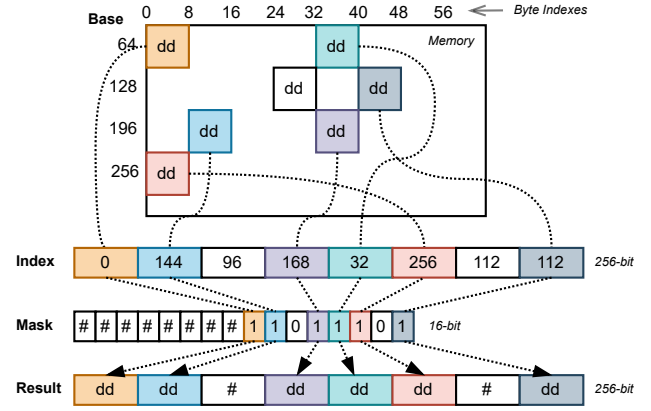 0 8 16 24 32 40 48 56 Byte Indexes
Base
64 dd dd Memory
128 dd dd
196 dd dd
256 dd
Index 0 144 96 168 32 256 112 112 256-bit
Mask # # # # # # # # 1 1 0 1 1 1 0 1 16-bit
Result dd dd # dd dd dd # dd 256-bit